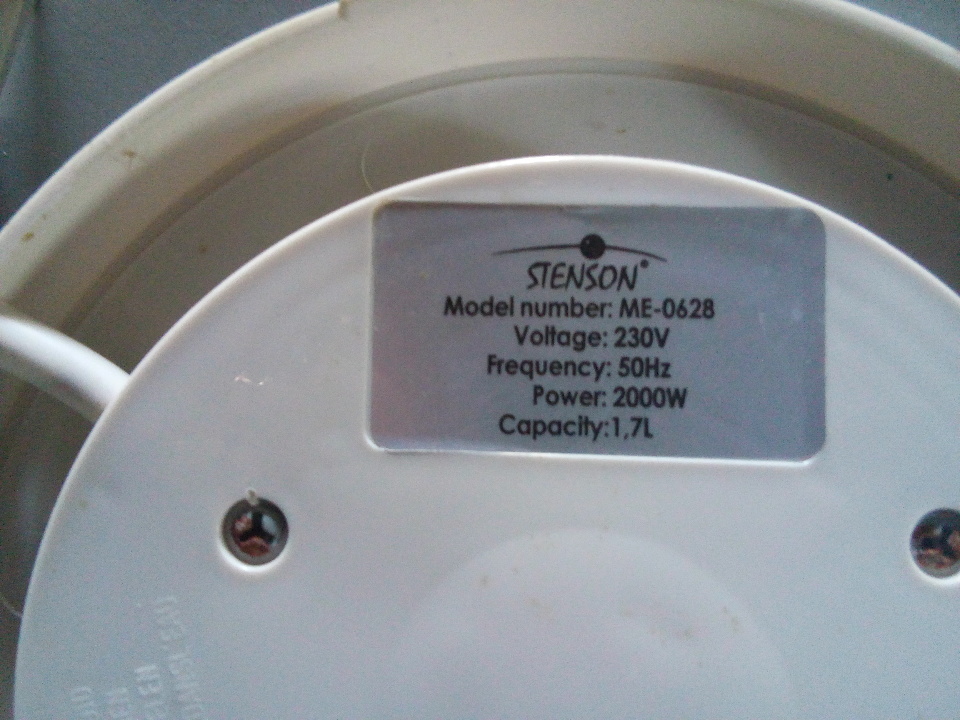 STENSON
Model number: ME-0628
Voltage: 230V
Frequency: 50Hz
Power: 2000W
Capacity:1,7L